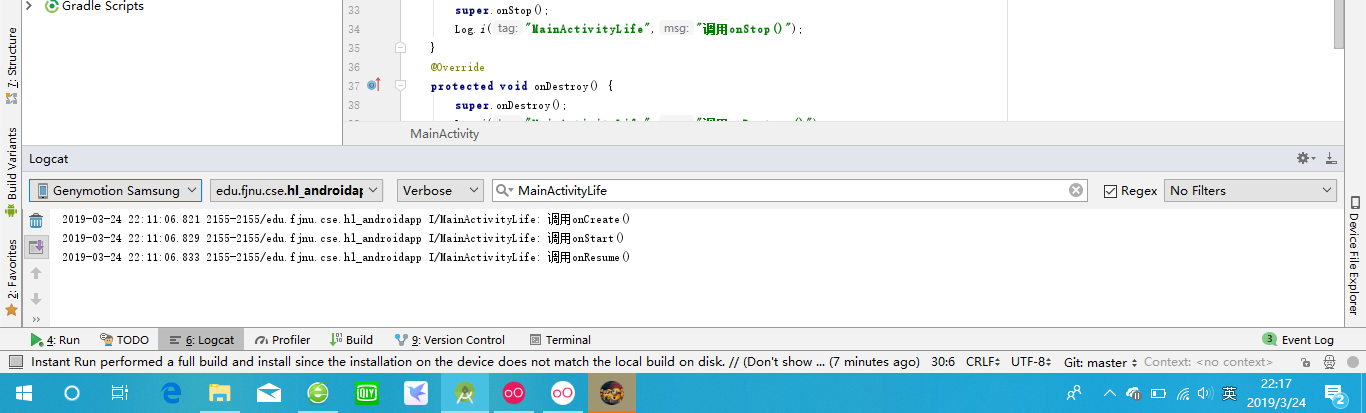 Gradle Scripts
33 super.onStop();
34 Log.i( tag: "MainActivityLife", msg: "调用onStop()");
35 }
36 @Override
37 protected void onDestroy() {
38 super.onDestroy();
"MainActivityLife"
MainActivity
7: Structure
Build Variants
2: Favorites
Logcat
Genymotion Samsung edu.fjnu.cse.hl_androidap Verbose MainActivityLife Regex No Filters
2019-03-24 22:11:06.821 2155-2155/edu.fjnu.cse.hl_androidapp I/MainActivityLife: 调用onCreate()
2019-03-24 22:11:06.829 2155-2155/edu.fjnu.cse.hl_androidapp I/MainActivityLife: 调用onStart()
2019-03-24 22:11:06.833 2155-2155/edu.fjnu.cse.hl_androidapp I/MainActivityLife: 调用onResume()
Device File Explorer
4: Run TODO 6: Logcat Profiler Build 9: Version Control Terminal 3 Event Log
Instant Run performed a full build and install since the installation on the device does not match the local build on disk. // (Don't show ... (7 minutes ago) 30:6 CRLF UTF-8 Git: master Context: <no context>
QIY 英 22:17
2019/3/24 2